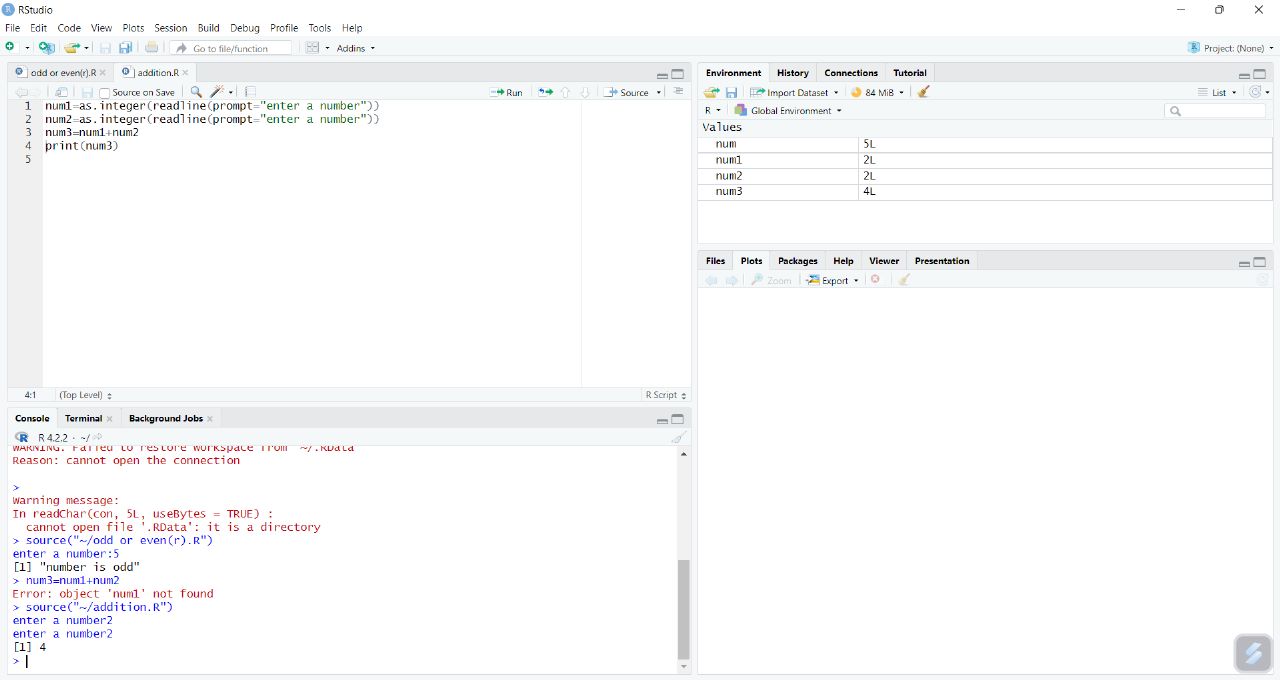 RStudio
File Edit Code View Plots Session Build Debug Profile Tools Help
Go to file/function Addins Project: (None)
odd or even(r).R addition.R
Source on Save Run Source
1 num1=as.integer(readline(prompt="enter a number"))
2 num2=as.integer(readline(prompt="enter a number"))
3 num3=num1+num2
4 print(num3)
5
4:1 (Top Level) R Script
Console Terminal Background Jobs
R 4.2.2 · ~/
WARNING: Failed to restore workspace from '~/.RData'
Reason: cannot open the connection
>
Warning message:
In readChar(con, 5L, useBytes = TRUE) :
cannot open file '.RData': it is a directory
> source("~/odd or even(r).R")
enter a number:5
[1] "number is odd"
> num3=num1+num2
Error: object 'num1' not found
> source("~/addition.R")
enter a number2
enter a number2
[1] 4
>
Environment History Connections Tutorial
Import Dataset 84 MiB List
R Global Environment
Values
num 5L
num1 2L
num2 2L
num3 4L
Files Plots Packages Help Viewer Presentation
Zoom Export